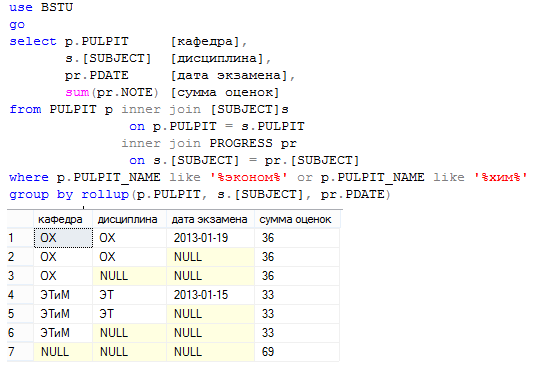 use BSTU
go
select p.PULPIT [кафедра],
s.[SUBJECT] [дисциплина],
pr.PDATE [дата экзамена],
sum(pr.NOTE) [сумма оценок]
from PULPIT p inner join [SUBJECT]s
on p.PULPIT = s.PULPIT
inner join PROGRESS pr
on s.[SUBJECT] = pr.[SUBJECT]
where p.PULPIT_NAME like '%эконом%' or p.PULPIT_NAME like '%хим%'
group by rollup(p.PULPIT, s.[SUBJECT], pr.PDATE)
кафедра дисциплина дата экзамена сумма оценок
1 ОХ ОХ 2013-01-19 36
2 ОХ ОХ NULL 36
3 ОХ NULL NULL 36
4 ЭТиМ ЭТ 2013-01-15 33
5 ЭТиМ ЭТ NULL 33
6 ЭТиМ NULL NULL 33
7 NULL NULL NULL 69